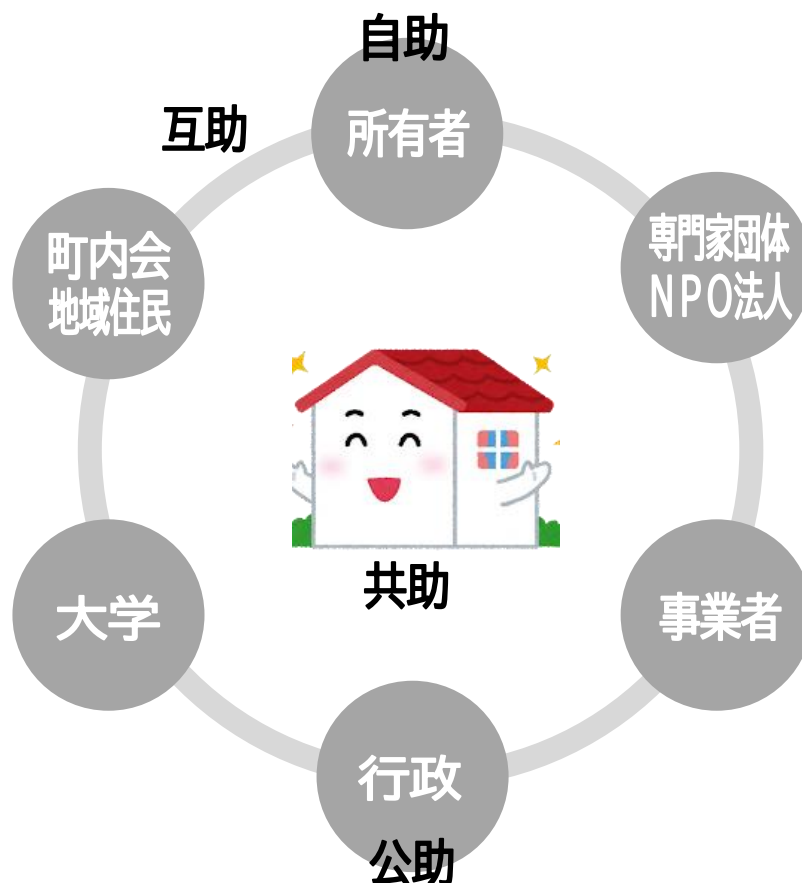 自助
所有者
互助
町内会
地域住民
専門家団体
ＮＰＯ法人
共助
大学
事業者
行政
公助